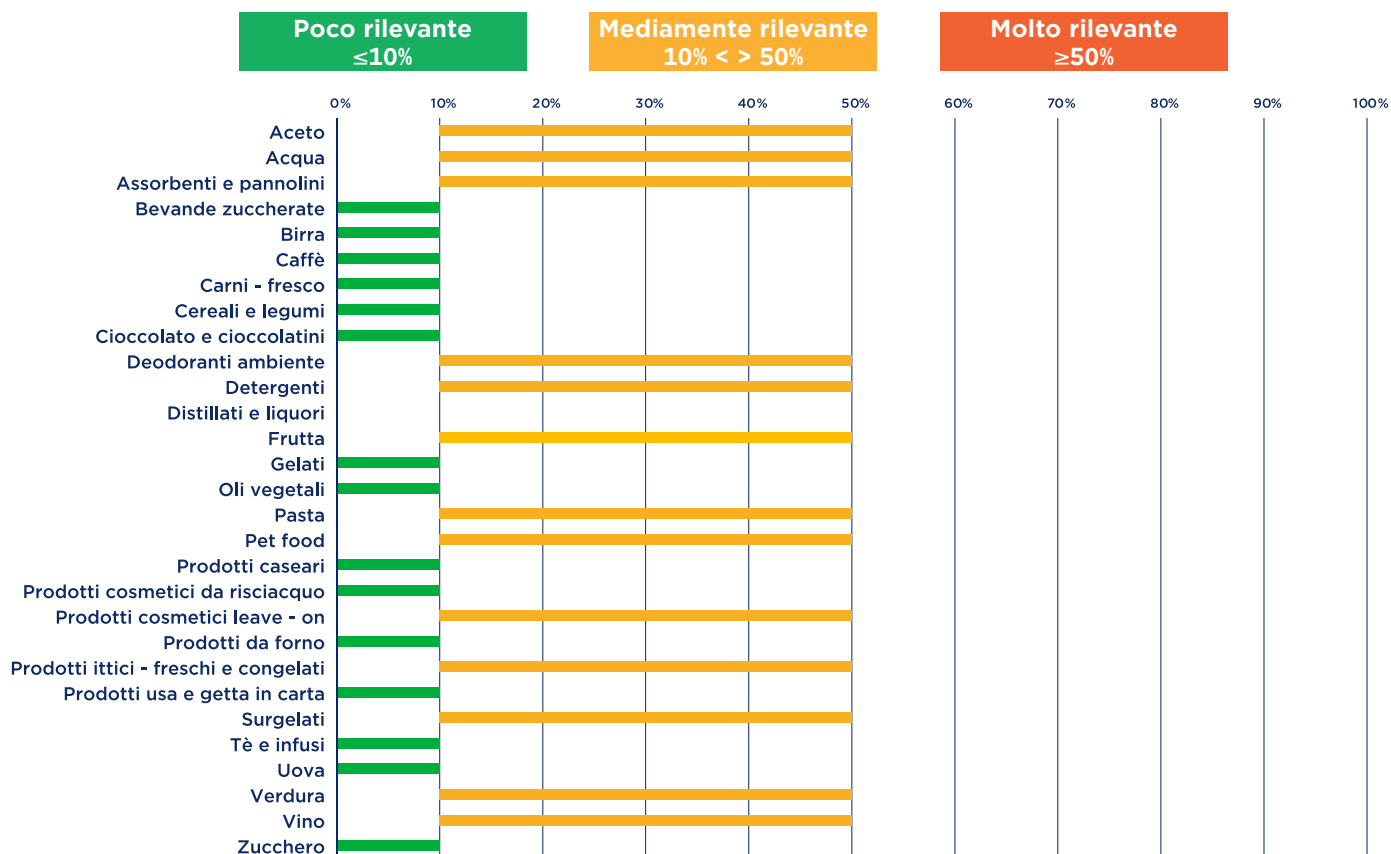 Poco rilevante
≤10%
Mediamente rilevante
10% < > 50%
Molto rilevante
≥50%
0% 10% 20% 30% 40% 50% 60% 70% 80% 90% 100%
Aceto
Acqua
Assorbenti e pannolini
Bevande zuccherate
Birra
Caffè
Carni - fresco
Cereali e legumi
Cioccolato e cioccolatini
Deodoranti ambiente
Detergenti
Distillati e liquori
Frutta
Gelati
Oli vegetali
Pasta
Pet food
Prodotti caseari
Prodotti cosmetici da risciacquo
Prodotti cosmetici leave - on
Prodotti da forno
Prodotti ittici - freschi e congelati
Prodotti usa e getta in carta
Surgelati
Tè e infusi
Uova
Verdura
Vino
Zucchero